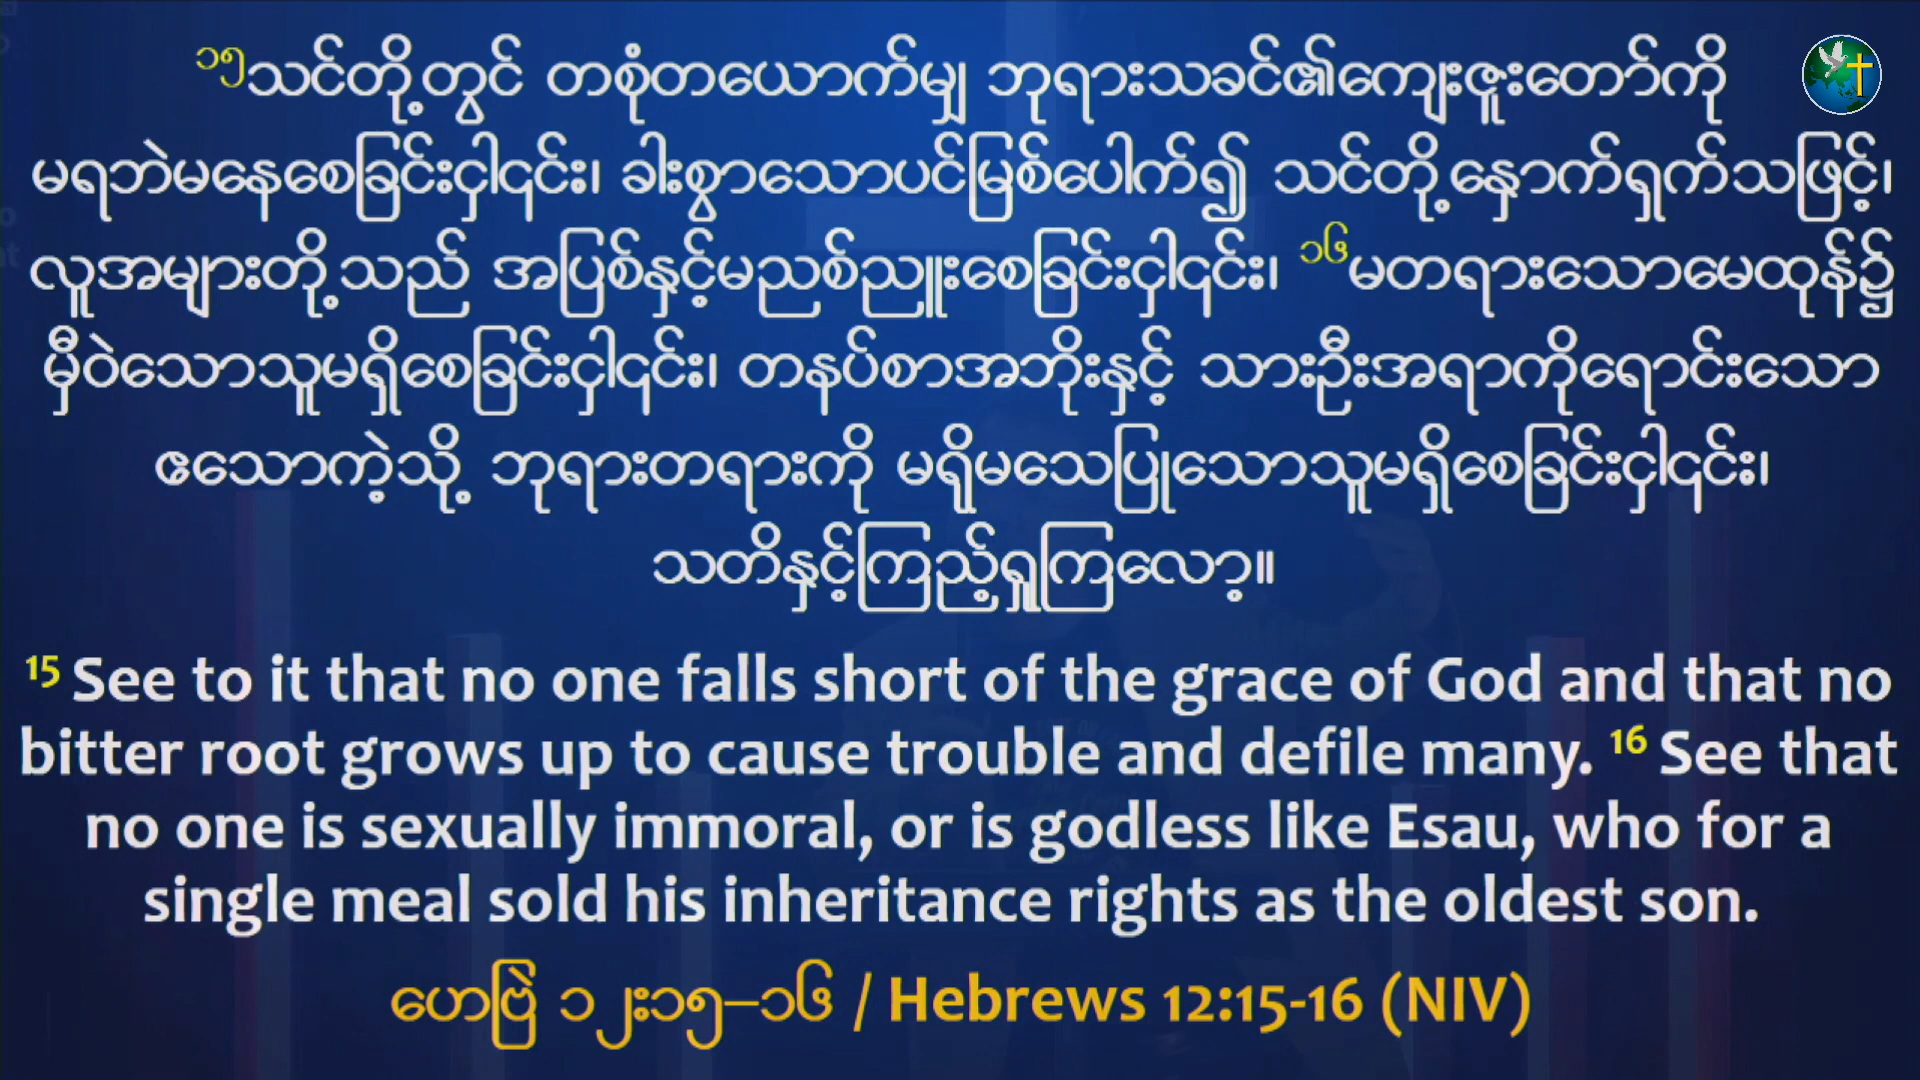 ၁၅သင်တို့တွင် တစုံတယောက်မျှ ဘုရားသခင်၏ကျေးဇူးတော်ကို
မရဘဲမနေစေခြင်းငှါ၎င်း၊ ခါးစွာသောပင်မြစ်ပေါက်၍ သင်တို့နှောက်ရှက်သဖြင့်၊
လူအများတို့သည် အပြစ်နှင့်မညစ်ညူးစေခြင်းငှါ၎င်း၊ ၁၆မတရားသောမေထုန်၌
မှီဝဲသောသူမရှိစေခြင်းငှါ၎င်း၊ တနပ်စာအဘိုးနှင့် သားဦးအရာကိုရောင်းသော
ဧသောကဲ့သို့ ဘုရားတရားကို မရိုမသေပြုသောသူမရှိစေခြင်းငှါ၎င်း၊
သတိနှင့်ကြည့်ရှုကြလော့။
15 See to it that no one falls short of the grace of God and that no
bitter root grows up to cause trouble and defile many. 16 See that
no one is sexually immoral, or is godless like Esau, who for a
single meal sold his inheritance rights as the oldest son.
ဟေဗြဲ ၁၂း၁၅–၁၆ / Hebrews 12:15-16 (NIV)